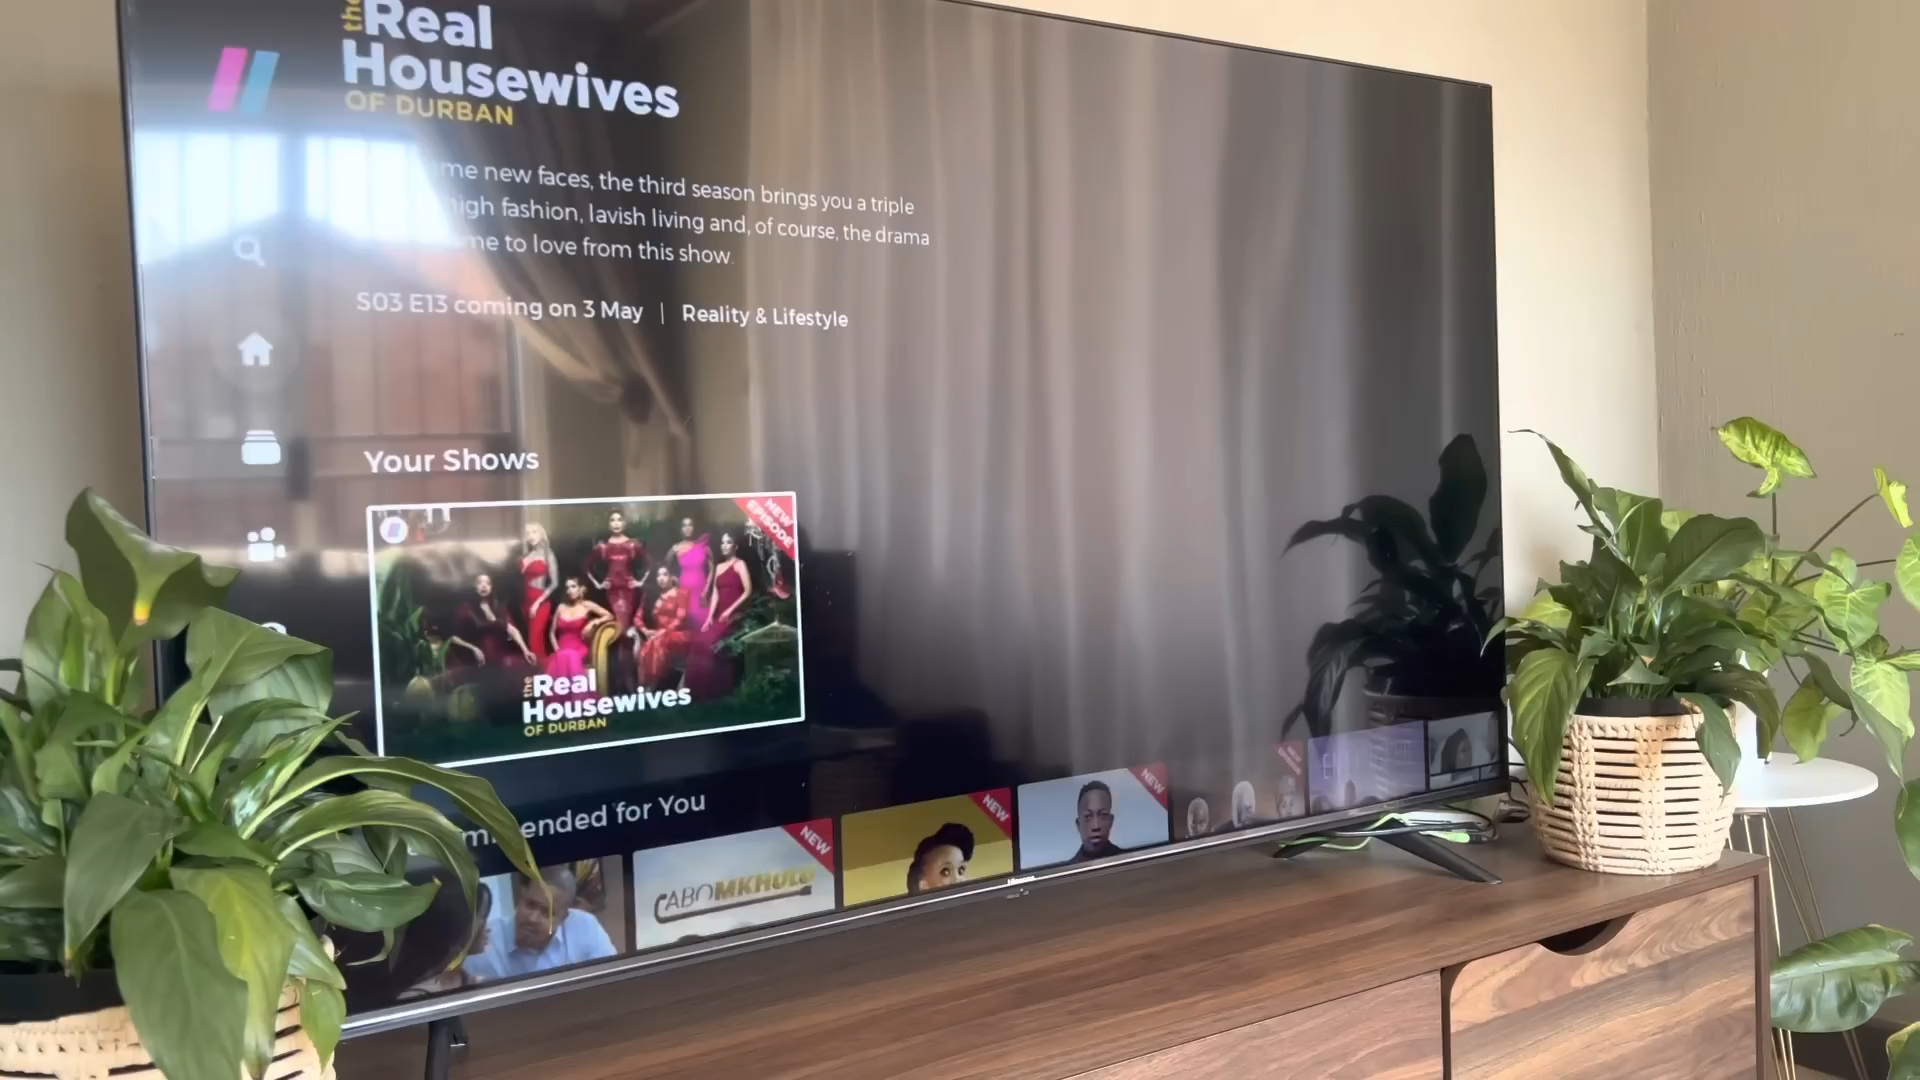 the Real
Housewives
OF DURBAN
me new faces, the third season brings you a triple
high fashion, lavish living and, of course, the drama
me to love from this show.
S03 E13 coming on 3 May | Reality & Lifestyle
Your Shows
NEW
EPISODE
the Real
Housewives
OF DURBAN
ended for You
NEW
NEW
NEW
ABOMKHULU
Hisense